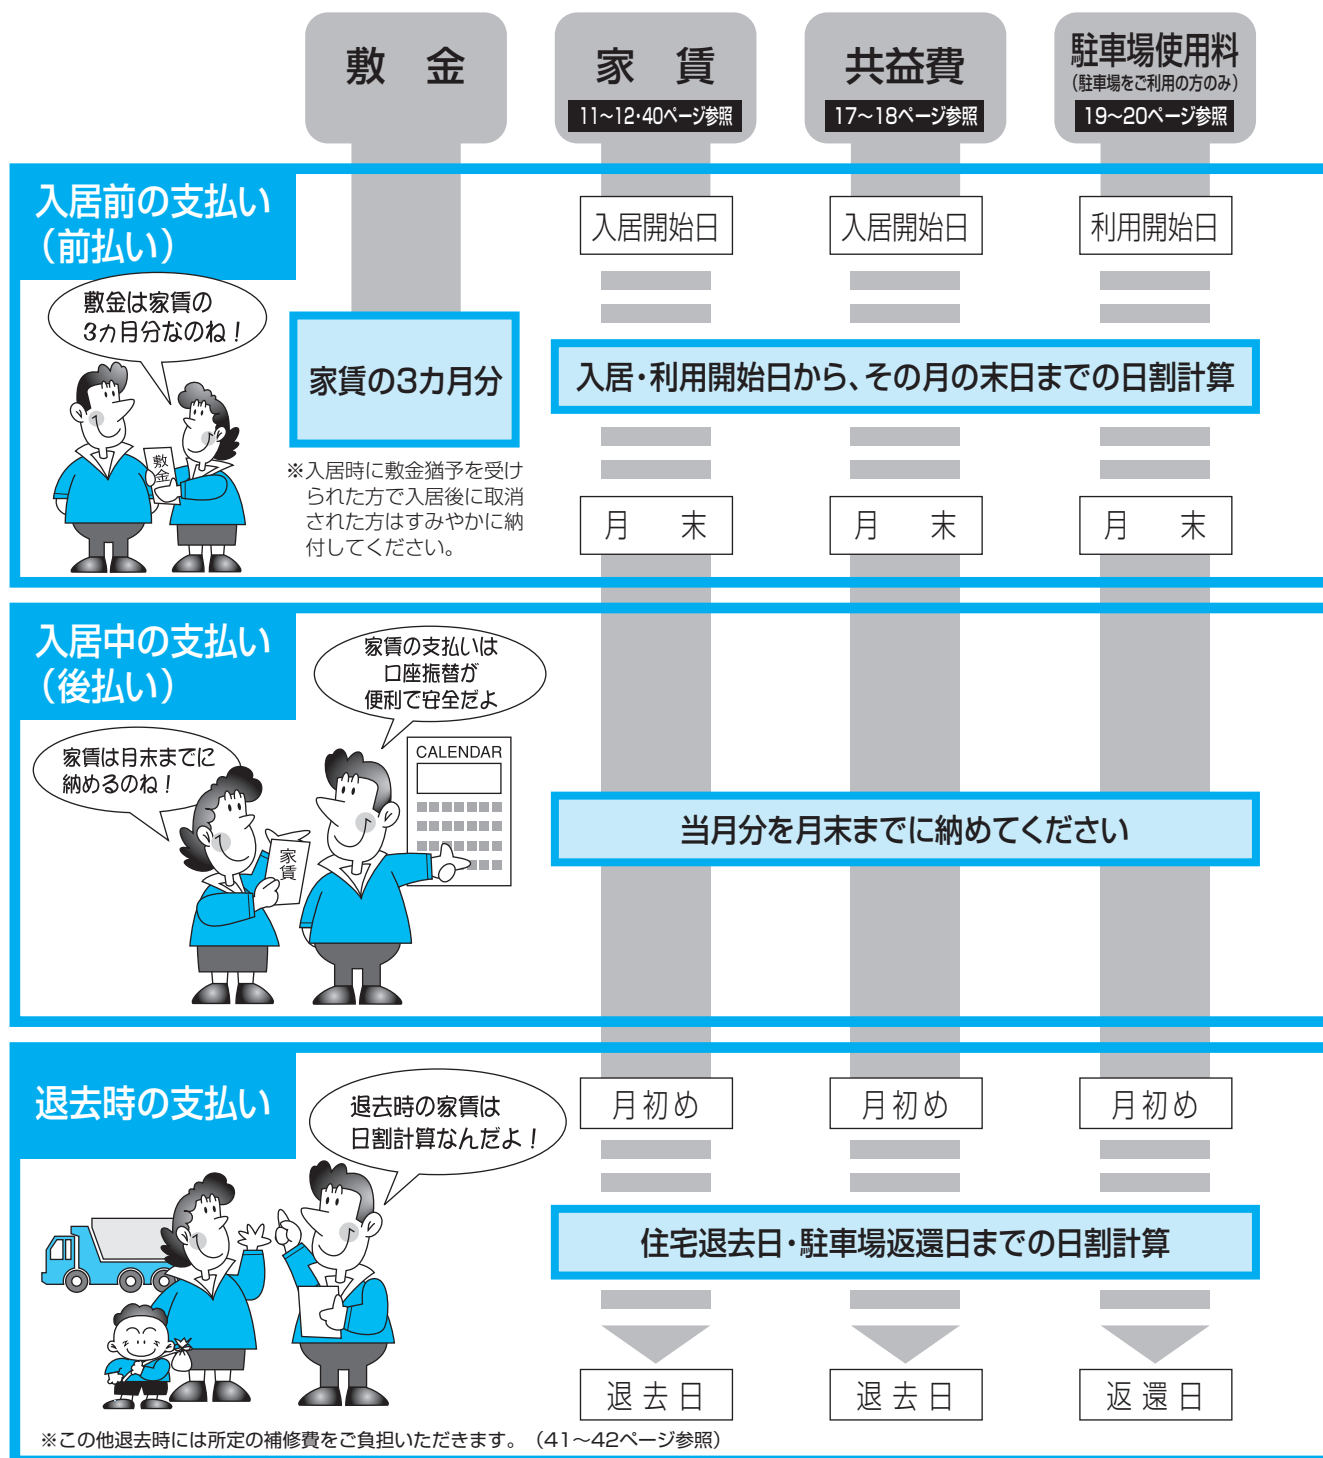 敷　金
家　賃
11～12・40ページ参照
共益費
17～18ページ参照
駐車場使用料
（駐車場をご利用の方のみ）
19～20ページ参照
入居前の支払い
（前払い）
敷金は家賃の
3カ月分なのね！
敷金
家賃の3カ月分
※入居時に敷金猶予を受け
られた方で入居後に取消
された方はすみやかに納
付してください。
入居開始日
入居開始日
利用開始日
入居・利用開始日から、その月の末日までの日割計算
月　末
月　末
月　末
入居中の支払い
（後払い）
家賃の支払いは
口座振替が
便利で安全だよ
家賃は月末までに
納めるのね！
CALENDAR
家賃
当月分を月末までに納めてください
退去時の支払い
退去時の家賃は
日割計算なんだよ！
月初め
月初め
月初め
住宅退去日・駐車場返還日までの日割計算
退去日
退去日
返還日
※この他退去時には所定の補修費をご負担いただきます。（41～42ページ参照）